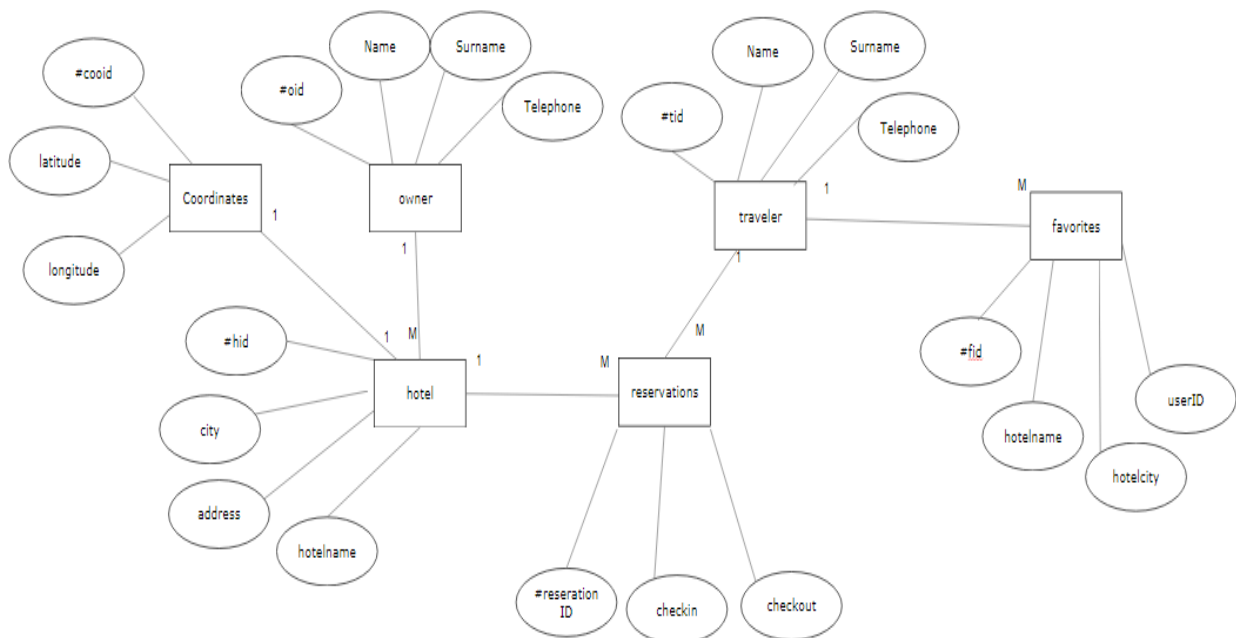 Name
Surname
Name
Surname
#cooid
#oid
Telephone
#tid
Telephone
latitude
Coordinates
owner
traveler
1
M
favorites
1
1
1
longitude
#hid
1
M
1
M
M
hotel
reservations
#fid
city
userID
hotelname
hotelcity
address
hotelname
#reseration
ID
checkin
checkout